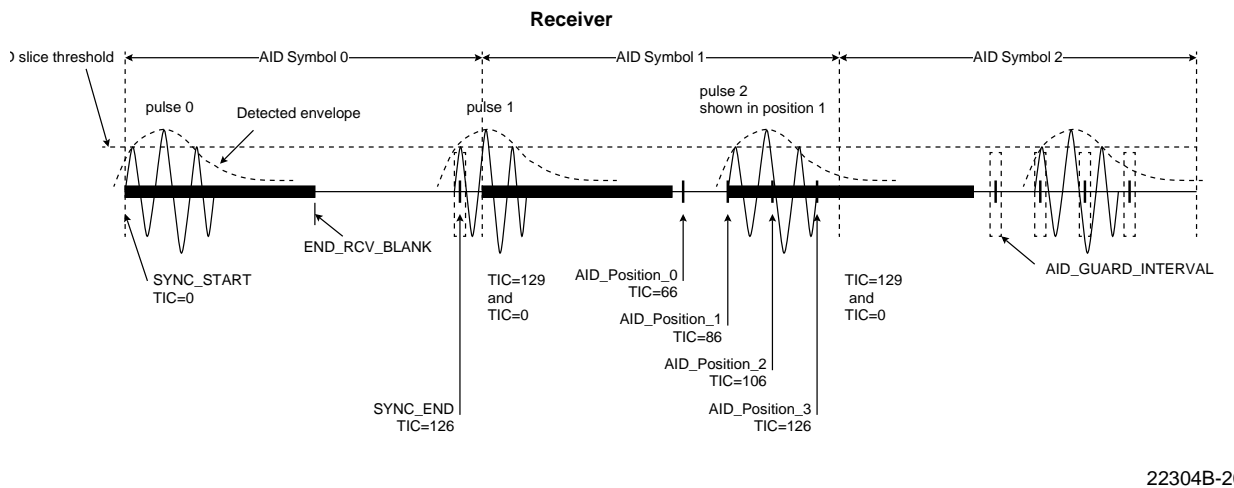 Receiver
slice threshold
AID Symbol 0
AID Symbol 1
AID Symbol 2
pulse 0
Detected envelope
pulse 1
pulse 2
shown in position 1
END_RCV_BLANK
SYNC_START
TIC=0
TIC=129
and
TIC=0
AID_Position_0
TIC=66
AID_Position_1
TIC=86
AID_Position_2
TIC=106
TIC=129
and
TIC=0
AID_GUARD_INTERVAL
SYNC_END
TIC=126
AID_Position_3
TIC=126